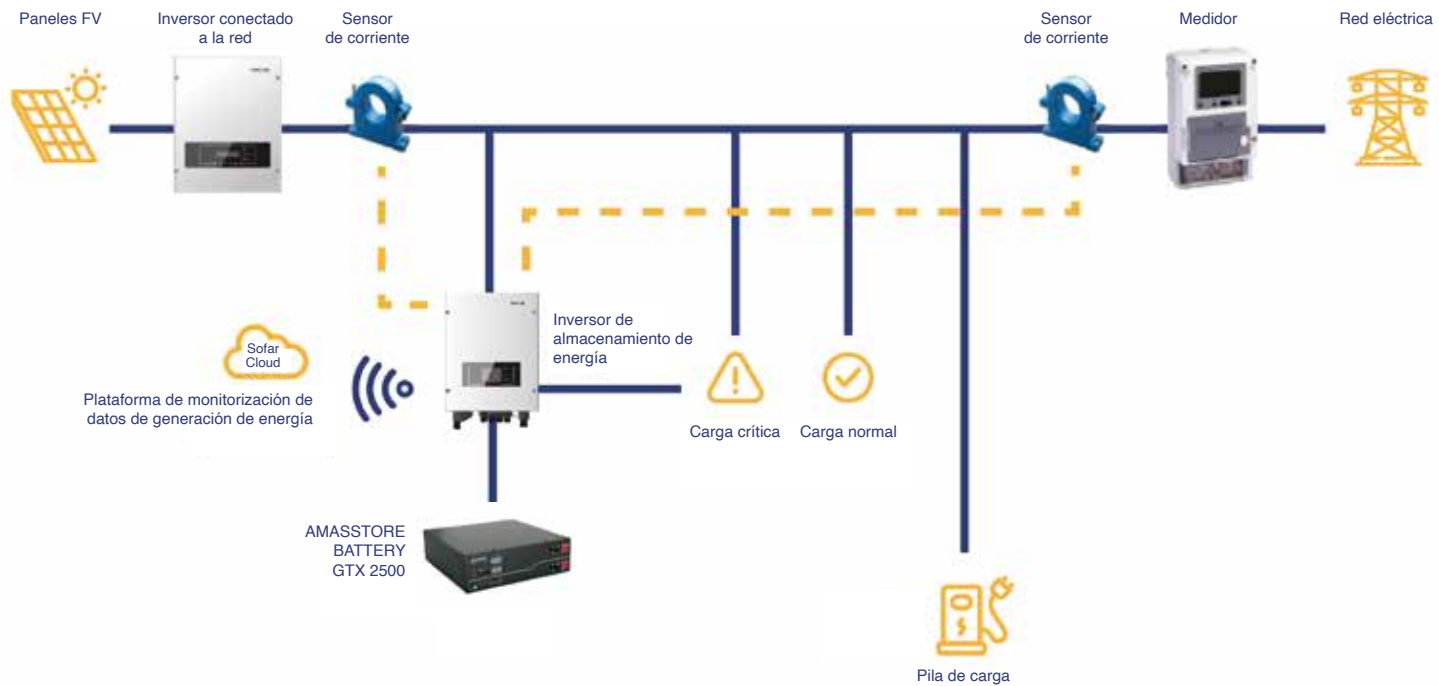 Paneles FV
Inversor conectado
a la red
Sensor
de corriente
Sensor
de corriente
Medidor
Red eléctrica
Inversor de
almacenamiento de
energía
Sofar
Cloud
Plataforma de monitorización de
datos de generación de energía
Carga crítica
Carga normal
AMASSTORE
BATTERY
GTX 2500
Pila de carga